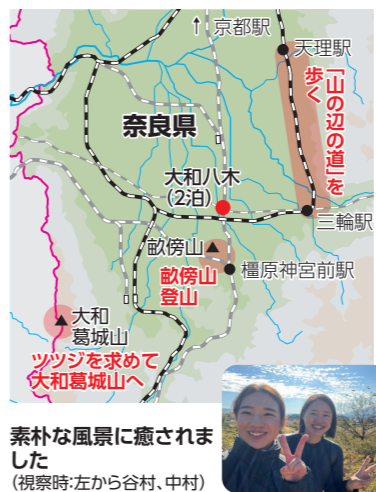 ↑ 京都駅
天理駅
「山の辺の道」を
歩く
奈良県
大和八木
（2泊）
三輪駅
畝傍山
畝傍山
登山
橿原神宮前駅
大和
葛城山
ツツジを求めて
大和葛城山へ
素朴な風景に癒されま
した
（視察時：左から谷村、中村）